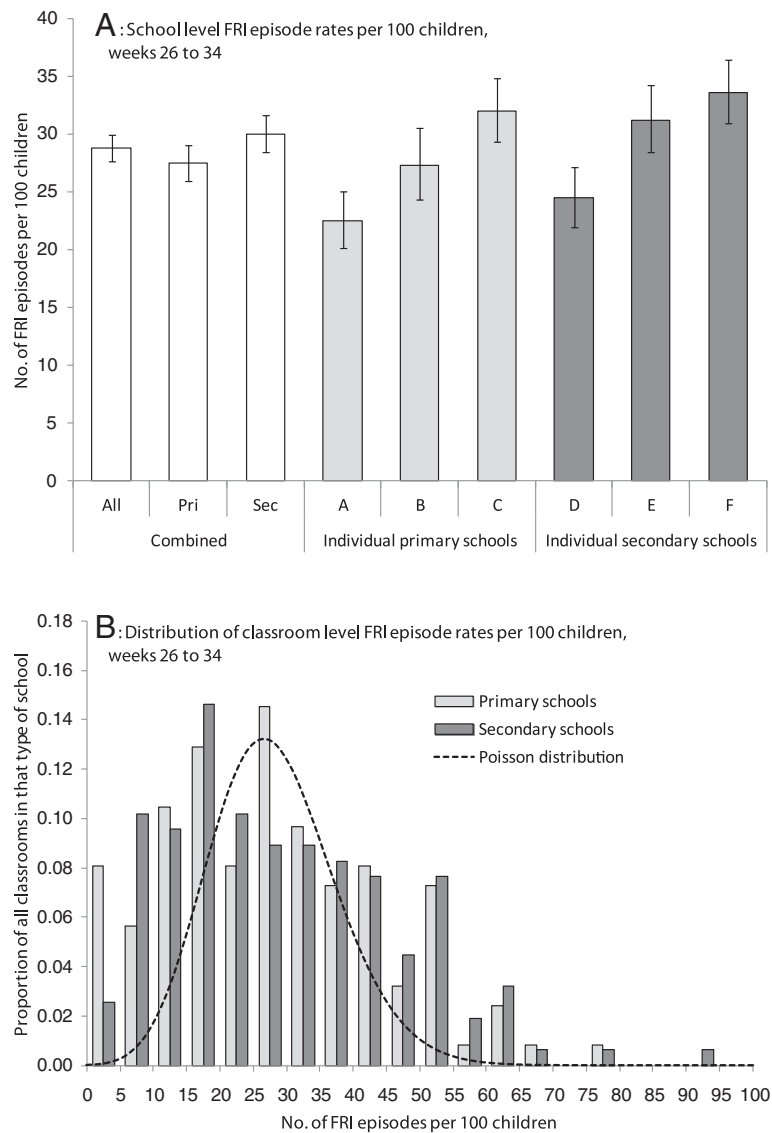 A: School level FRI episode rates per 100 children,
weeks 26 to 34
No. of FRI episodes per 100 children
40
35
30
25
20
15
10
5
0
All Pri Sec A B C D E F
Combined Individual primary schools Individual secondary schools
B: Distribution of classroom level FRI episode rates per 100 children,
weeks 26 to 34
Proportion of all classrooms in that type of school
0.18
0.16
0.14
0.12
0.10
0.08
0.06
0.04
0.02
0.00
Primary schools
Secondary schools
Poisson distribution
0 5 10 15 20 25 30 35 40 45 50 55 60 65 70 75 80 85 90 95 100
No. of FRI episodes per 100 children